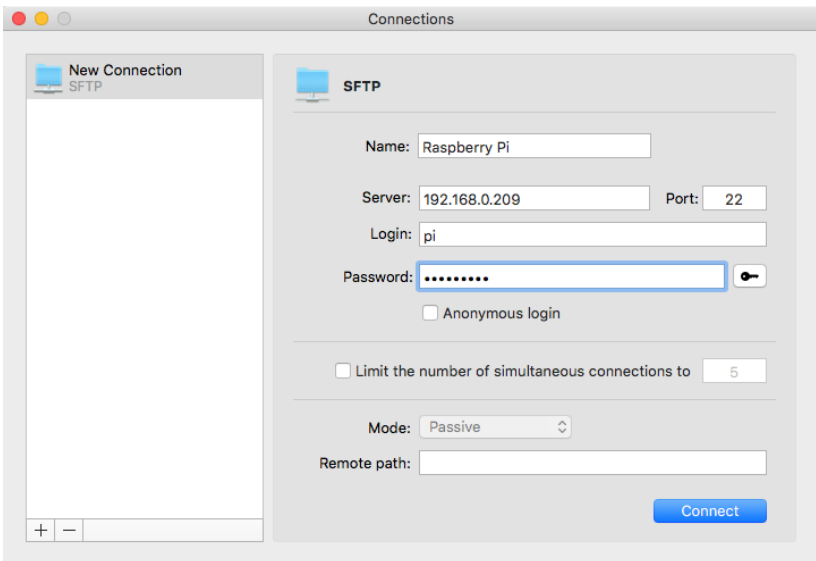 Connections
New Connection
SFTP
SFTP
Name: Raspberry Pi
Server: 192.168.0.209 Port: 22
Login: pi
Password: •••••••••
Anonymous login
Limit the number of simultaneous connections to 5
Mode: Passive
Remote path:
Connect
+ −